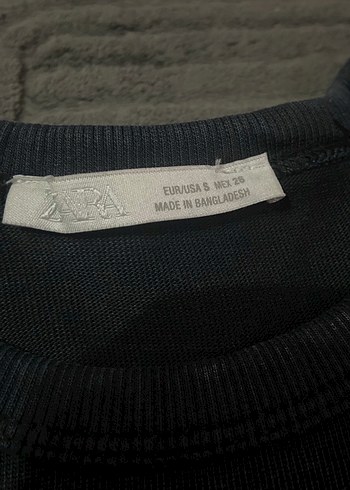 ZARA
EUR/USA S MEX 26
MADE IN BANGLADESH